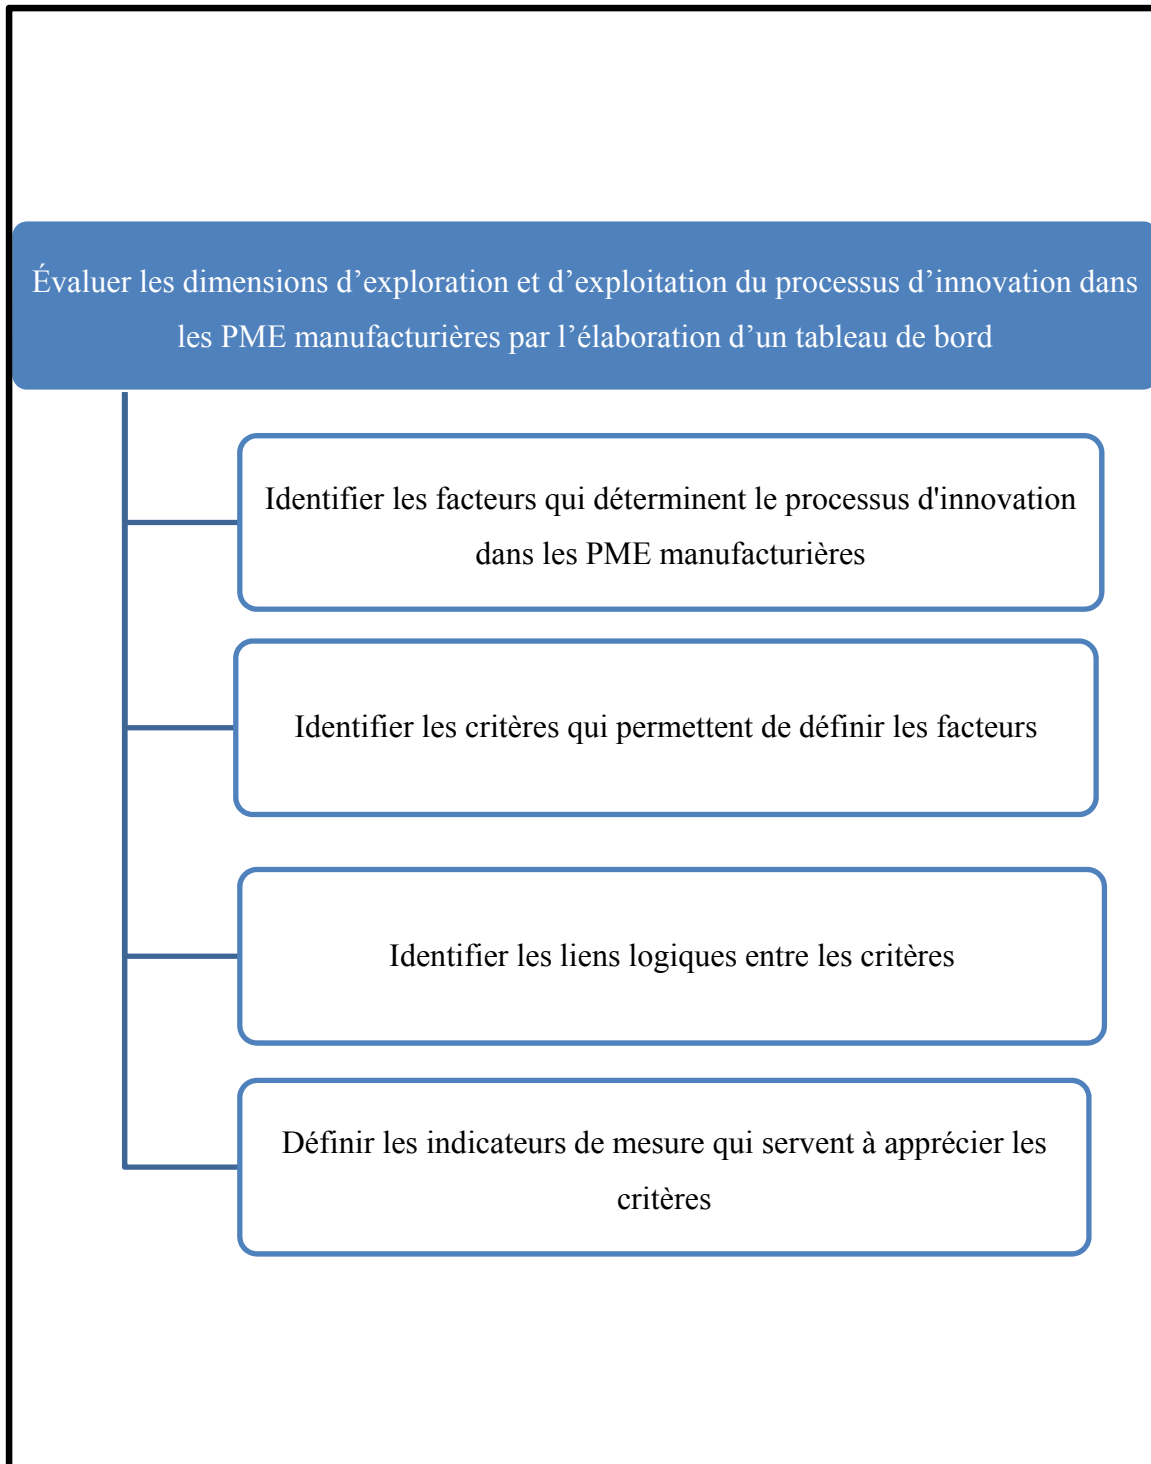 Évaluer les dimensions d’exploration et d’exploitation du processus d’innovation dans
les PME manufacturières par l’élaboration d’un tableau de bord
Identifier les facteurs qui déterminent le processus d'innovation
dans les PME manufacturières
Identifier les critères qui permettent de définir les facteurs
Identifier les liens logiques entre les critères
Définir les indicateurs de mesure qui servent à apprécier les
critères